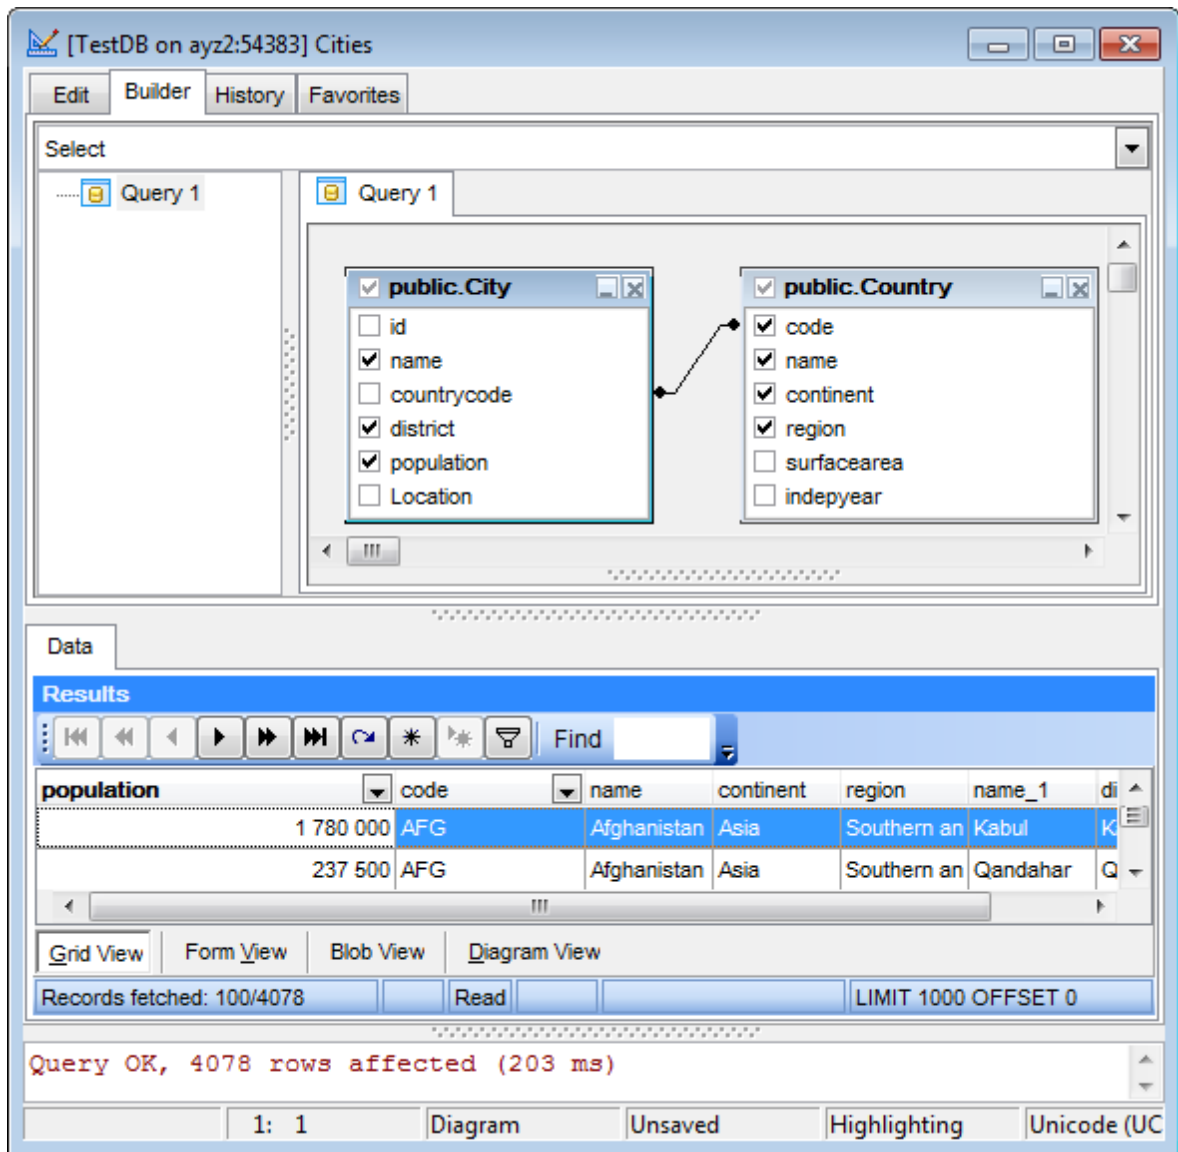 [TestDB on ayz2:54383] Cities
Edit Builder History Favorites
Select
Query 1 Query 1
public.City public.Country
id code
name name
countrycode continent
district region
population surfacearea
Location indepyear
Data
Results
Find
population code name continent region name_1 di
1 780 000 AFG Afghanistan Asia Southern an Kabul K
237 500 AFG Afghanistan Asia Southern an Qandahar Q
Grid View Form View Blob View Diagram View
Records fetched: 100/4078 Read LIMIT 1000 OFFSET 0
Query OK, 4078 rows affected (203 ms)
1: 1 Diagram Unsaved Highlighting Unicode (UC